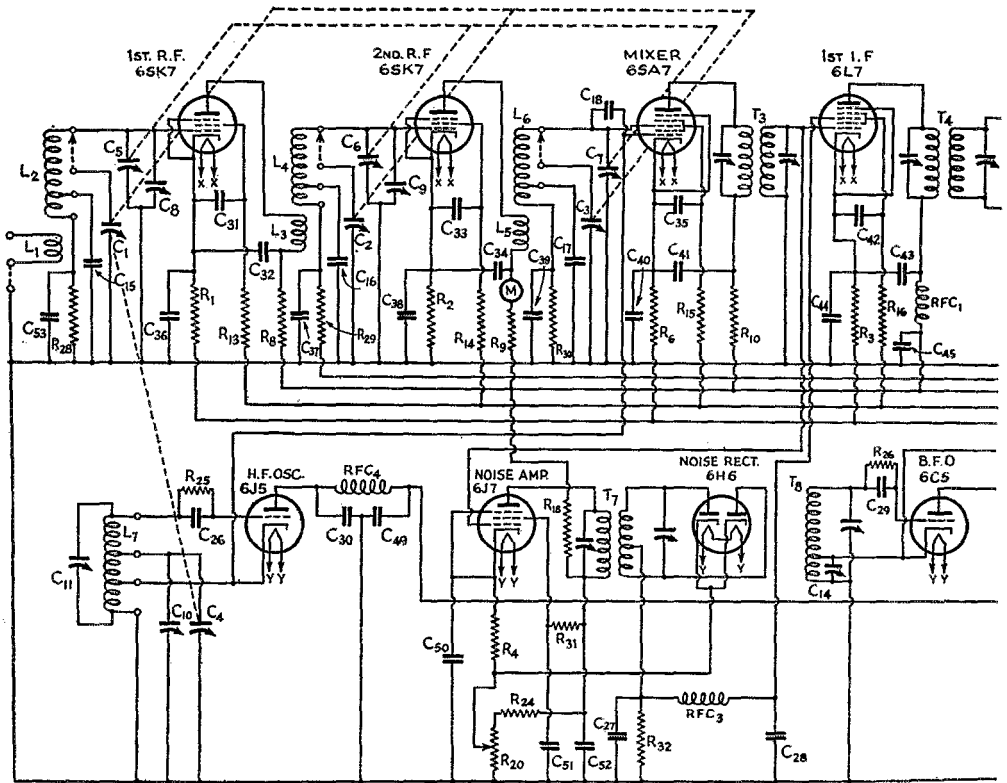 1ST. R.F.
6SK7
2ND. R.F
6SK7
MIXER
6SA7
1ST I.F
6L7
C18
L2
C5
C8
L4
C6
C9
L6
C7
T3
T4
X X
X X
X X
X X
C31
C33
C35
C42
L1
C1
C15
L3
C32
C2
C16
L5
C34
M
C39
C17
C3
C40
C41
C43
C53
R28
C36
R1
R13
R8
C37
R29
C38
R2
R14
R9
R30
R6
R15
R10
C44
R3
R16
RFC1
C45
R25
H.F. OSC.
6J5
RFC4
NOISE AMP.
6J7
R18
T7
NOISE RECT.
6H6
T8
R26
B.F.O
6C5
L7
C26
C30
C49
C29
C11
Y Y
Y Y
Y Y
Y Y
C14
C10
C4
C50
R4
R31
R24
R20
C51
C52
C27
R32
RFC3
C28